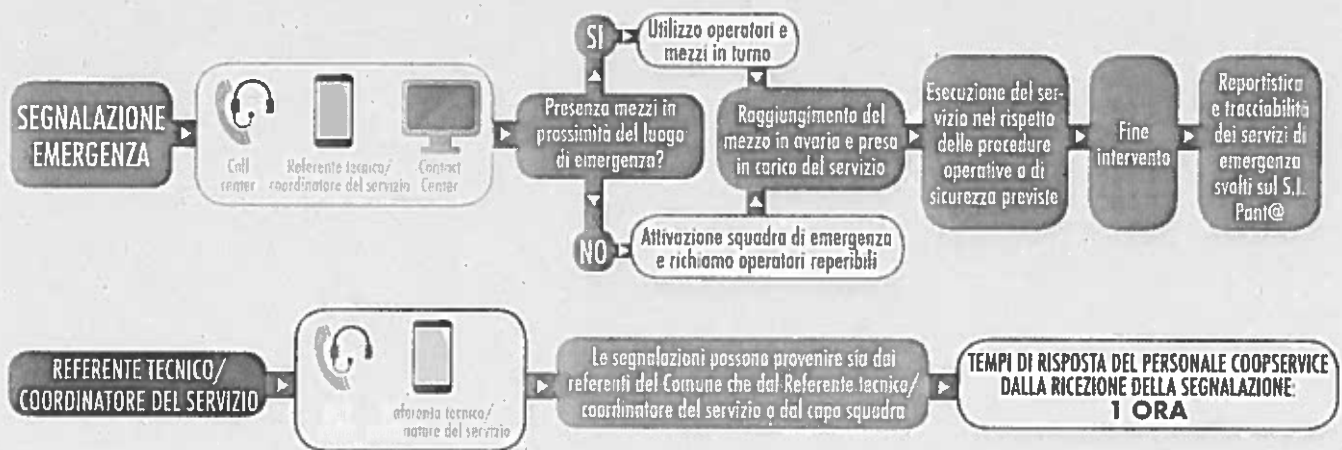 SEGNALAZIONE
EMERGENZA
Call
center
Referente tecnico/
coordinatore del servizio
Contact
Center
Presenza mezzi in
prossimità del luogo
di emergenza?
SI
Utilizzo operatori e
mezzi in turno
NO
Attivazione squadra di emergenza
e richiamo operatori reperibili
Raggiungimento del
mezzo in avaria e presa
in carico del servizio
Esecuzione del ser-
vizio nel rispetto
delle procedure
operative o di
sicurezza previste
Fine
intervento
Reportistica
e tracciabilità
dei servizi di
emergenza
svolti sul S.I.
Pant@
REFERENTE TECNICO/
COORDINATORE DEL SERVIZIO
eferente tecnico/
natore del servizio
Le segnalazioni possono provenire sia dai
referenti del Comune che dal Referente tecnico/
coordinatore del servizio o dal capo squadra
TEMPI DI RISPOSTA DEL PERSONALE COOPSERVICE
DALLA RICEZIONE DELLA SEGNALAZIONE:
1 ORA